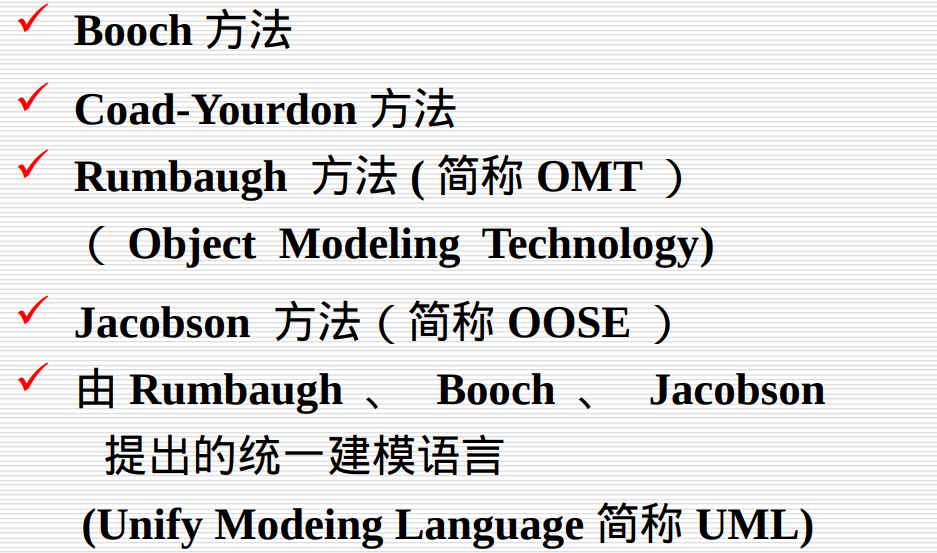 ✓ Booch 方法
✓ Coad-Yourdon 方法
✓ Rumbaugh 方法 ( 简称 OMT ）
（ Object Modeling Technology)
✓ Jacobson 方法（ 简称 OOSE ）
✓ 由 Rumbaugh 、 Booch 、 Jacobson
提出的统一建模语言
(Unify Modeing Language 简称 UML)